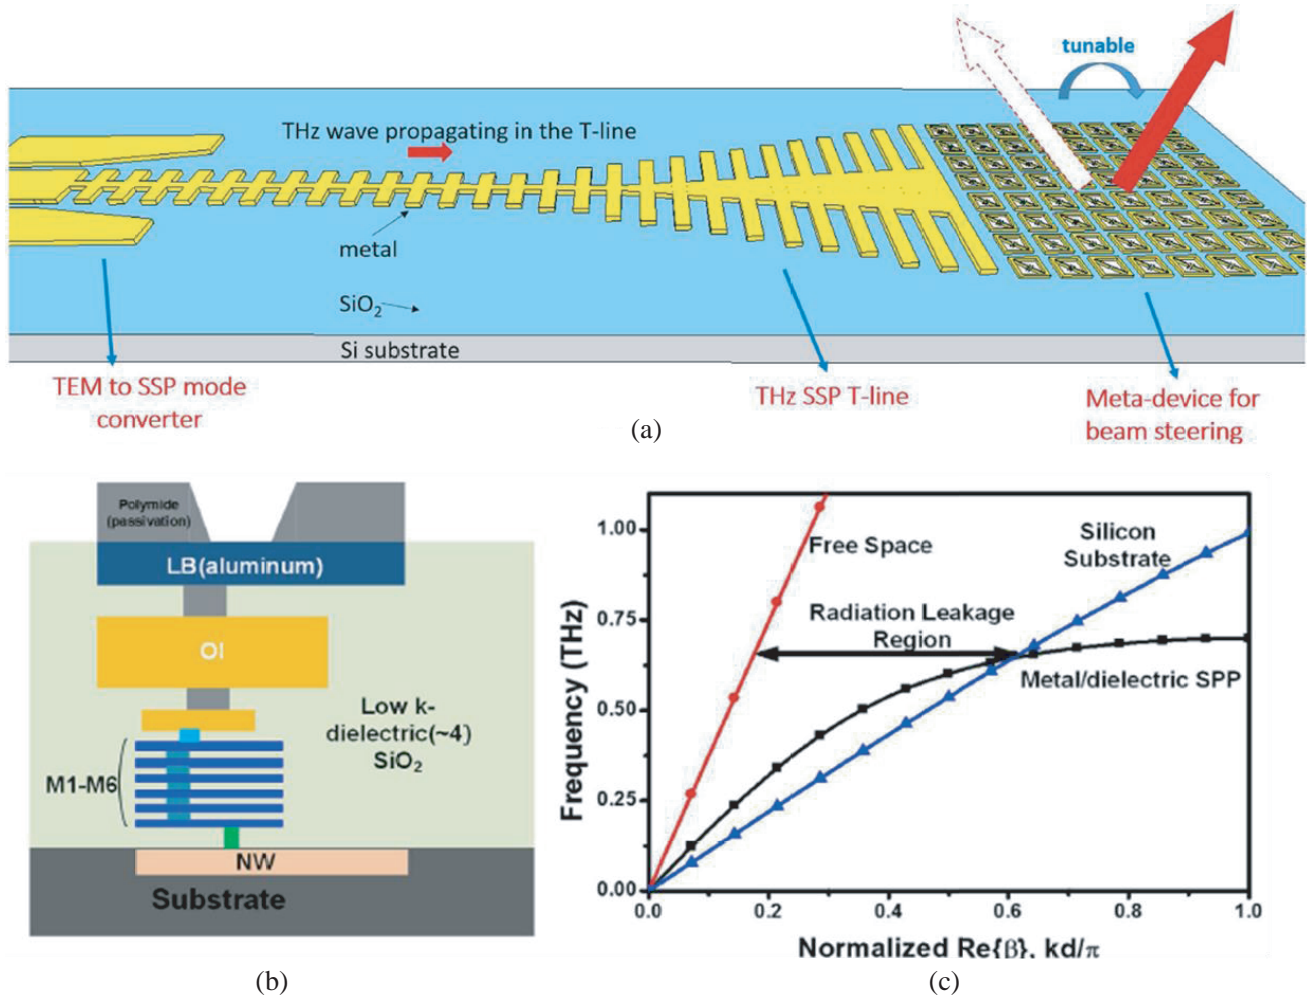 tunable
THz wave propagating in the T-line
metal
SiO2
Si substrate
TEM to SSP mode
converter
THz SSP T-line
Meta-device for
beam steering
(a)
Polymide
(passivation)
LB(aluminum)
OI
Low k-
dielectric(~4)
SiO2
M1-M6
NW
Substrate
(b)
Frequency (THz)
1.00
0.75
0.50
0.25
0.00
Free Space
Silicon
Substrate
Radiation Leakage
Region
Metal/dielectric SPP
0.0 0.2 0.4 0.6 0.8 1.0
Normalized Re{β}, kd/π
(c)